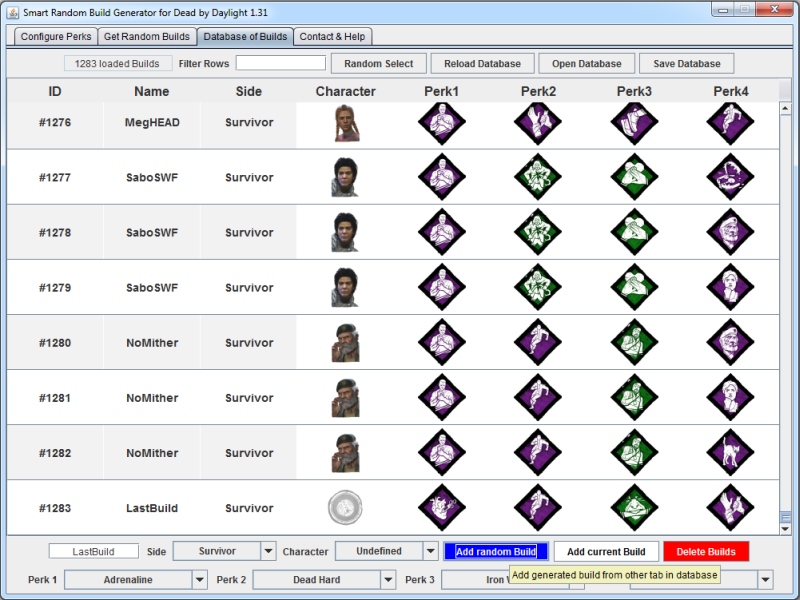 Smart Random Build Generator for Dead by Daylight 1.31
Configure Perks Get Random Builds Database of Builds Contact & Help
1283 loaded Builds Filter Rows Random Select Reload Database Open Database Save Database
ID Name Side Character Perk1 Perk2 Perk3 Perk4
#1276 MegHEAD Survivor
#1277 SaboSWF Survivor
#1278 SaboSWF Survivor
#1279 SaboSWF Survivor
#1280 NoMither Survivor
#1281 NoMither Survivor
#1282 NoMither Survivor
#1283 LastBuild Survivor
LastBuild Side Survivor Character Undefined Add random Build Add current Build Delete Builds
Perk 1 Adrenaline Perk 2 Dead Hard Perk 3 Iron
Add generated build from other tab in database